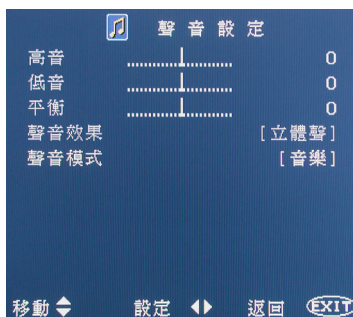 聲音設定
高音 0
低音 0
平衡 0
聲音效果 [立體聲]
聲音模式 [音樂]
移動 設定 返回 EXIT